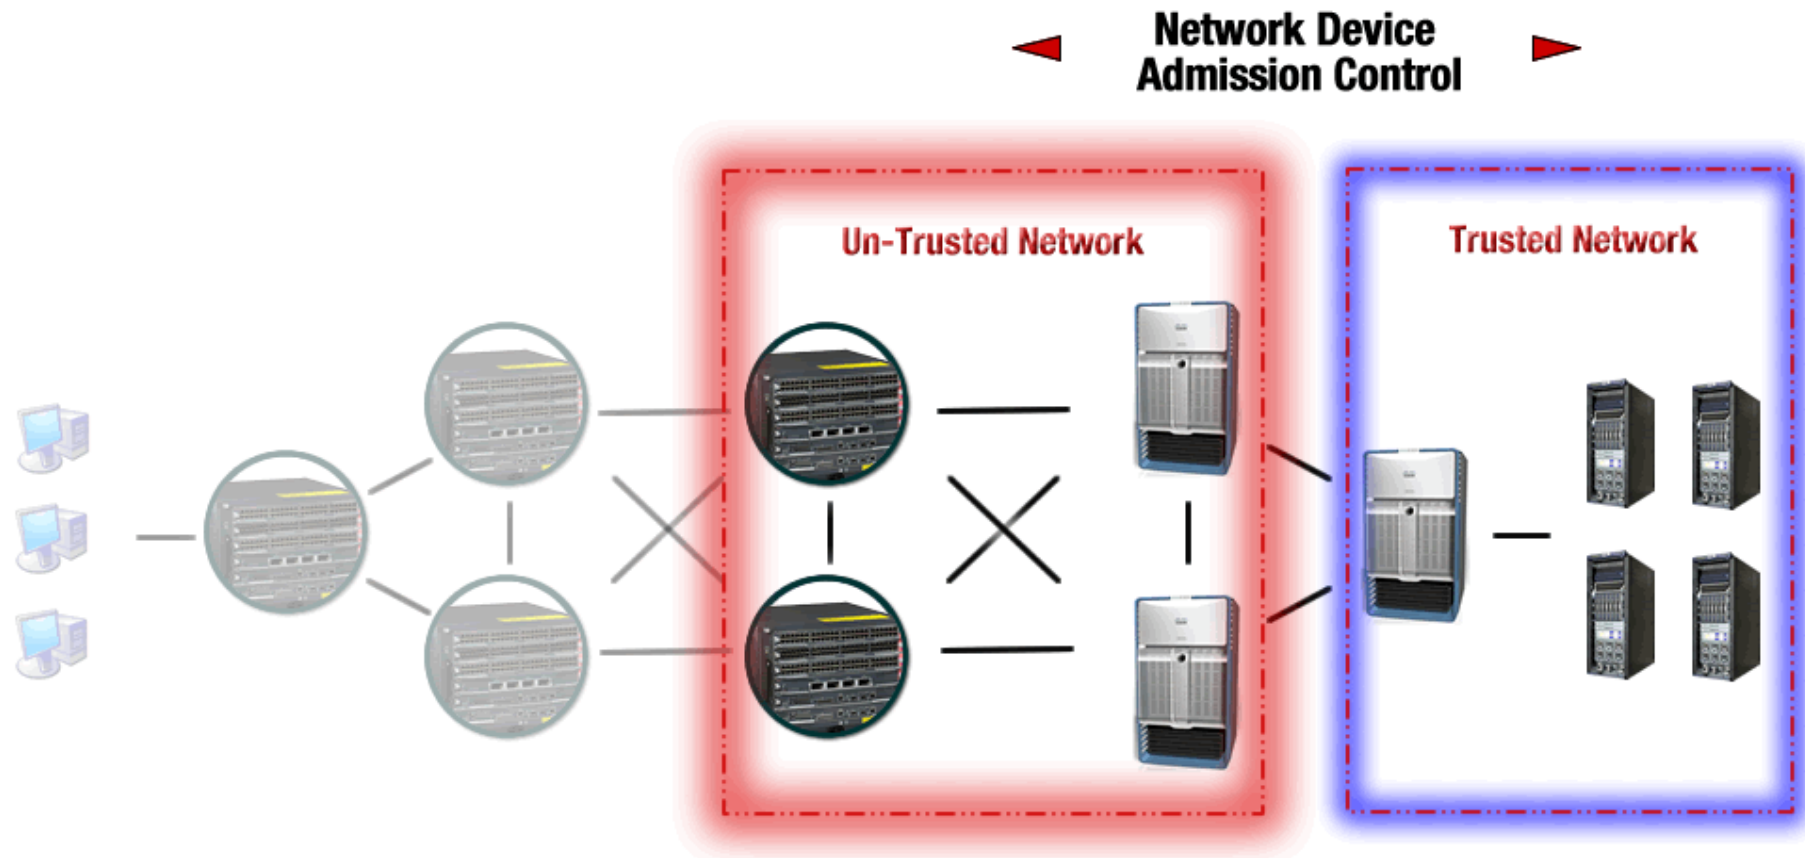 Network Device
Admission Control
Un-Trusted Network
Trusted Network